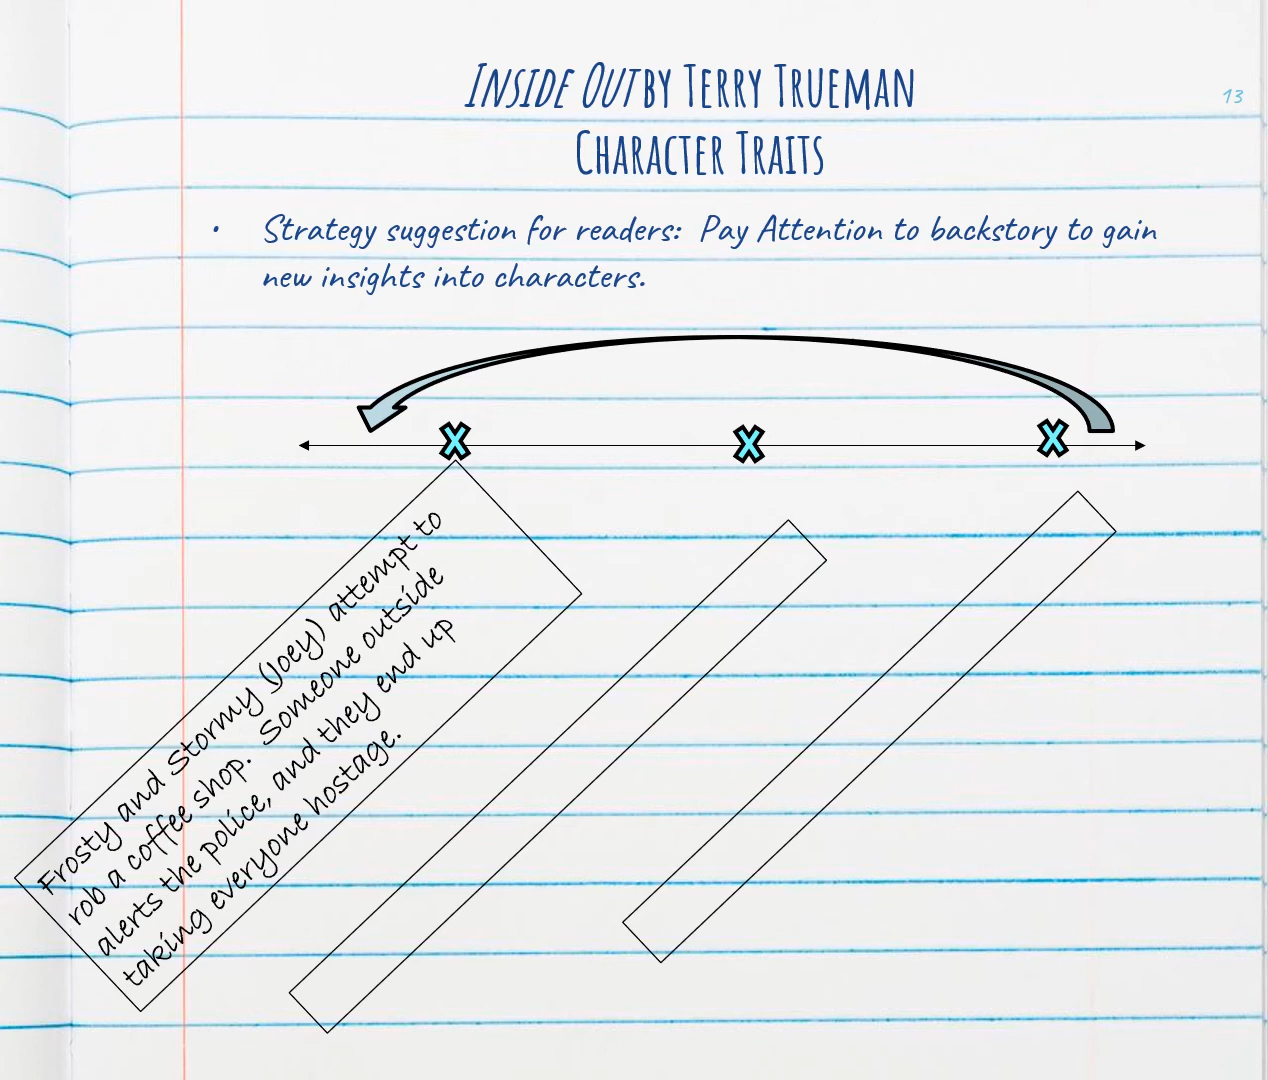 INSIDE OUT BY TERRY TRUEMAN
CHARACTER TRAITS
13
• Strategy suggestion for readers: Pay Attention to backstory to gain
new insights into characters.
X X X
Frosty and Stormy (Joey) attempt to
rob a coffee shop. Someone outside
alerts the police, and they end up
taking everyone hostage.